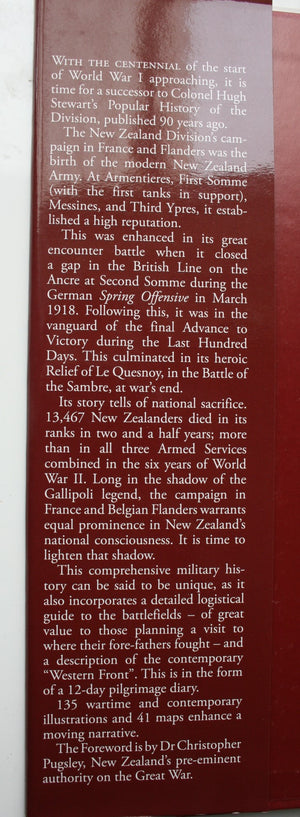 WITH THE CENTENNIAL of the start
of World War I approaching, it is
time for a successor to Colonel Hugh
Stewart's Popular History of the
Division, published 90 years ago.
The New Zealand Division's cam-
paign in France and Flanders was the
birth of the modern New Zealand
Army. At Armentieres, First Somme
(with the first tanks in support),
Messines, and Third Ypres, it estab-
lished a high reputation.
This was enhanced in its great
encounter battle when it closed
a gap in the British Line on the
Ancre at Second Somme during the
German Spring Offensive in March
1918. Following this, it was in the
vanguard of the final Advance to
Victory during the Last Hundred
Days. This culminated in its heroic
Relief of Le Quesnoy, in the Battle of
the Sambre, at war's end.
Its story tells of national sacrifice.
13,467 New Zealanders died in its
ranks in two and a half years; more
than in all three Armed Services
combined in the six years of World
War II. Long in the shadow of the
Gallipoli legend, the campaign in
France and Belgian Flanders warrants
equal prominence in New Zealand's
national consciousness. It is time to
lighten that shadow.
This comprehensive military his-
tory can be said to be unique, as it
also incorporates a detailed logistical
guide to the battlefields – of great
value to those planning a visit to
where their fore-fathers fought – and
a description of the contemporary
"Western Front". This is in the form
of a 12-day pilgrimage diary.
135 wartime and contemporary
illustrations and 41 maps enhance a
moving narrative.
The Foreword is by Dr Christopher
Pugsley, New Zealand's pre-eminent
authority on the Great War.